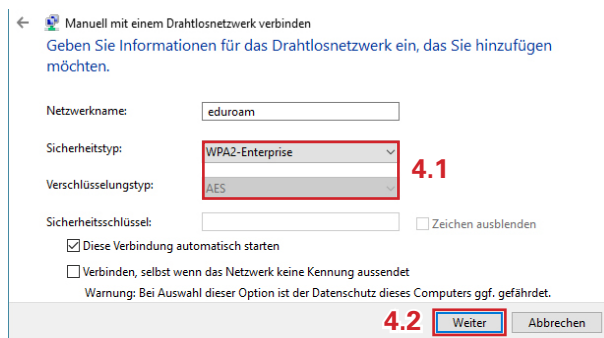 Manuell mit einem Drahtlosnetzwerk verbinden
Geben Sie Informationen für das Drahtlosnetzwerk ein, das Sie hinzufügen
möchten.
Netzwerkname: eduroam
Sicherheitstyp: WPA2-Enterprise
4.1
Verschlüsselungstyp: AES
Sicherheitsschlüssel: Zeichen ausblenden
Diese Verbindung automatisch starten
Verbinden, selbst wenn das Netzwerk keine Kennung aussendet
Warnung: Bei Auswahl dieser Option ist der Datenschutz dieses Computers ggf. gefährdet.
4.2 Weiter Abbrechen